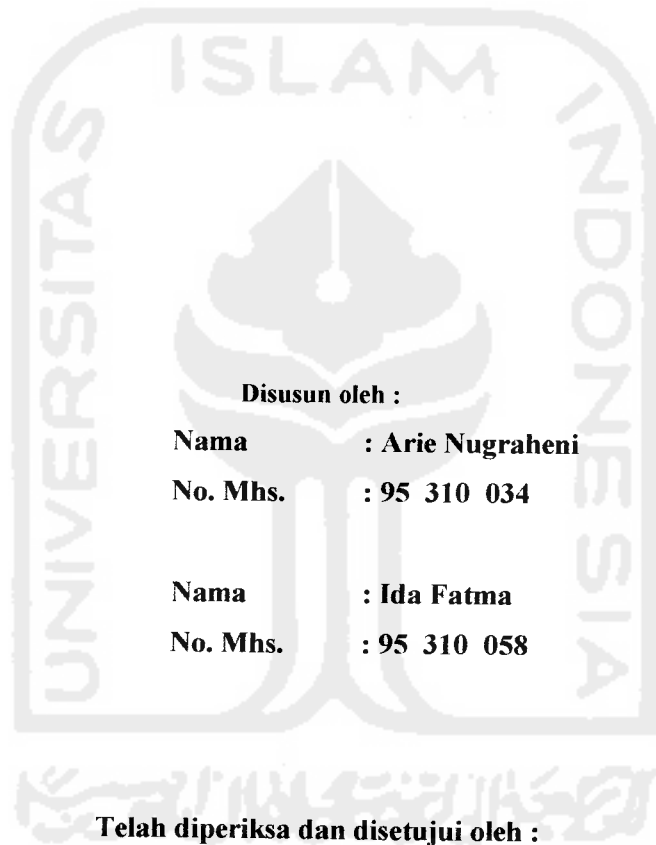 UNIVERSITAS ISLAM INDONESIA
Disusun oleh :
Nama : Arie Nugraheni
No. Mhs. : 95 310 034
Nama : Ida Fatma
No. Mhs. : 95 310 058
Telah diperiksa dan disetujui oleh :